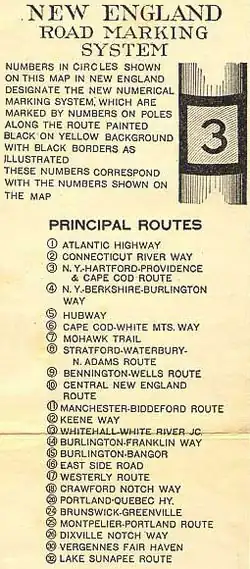 NEW ENGLAND
ROAD MARKING
SYSTEM
NUMBERS IN CIRCLES SHOWN
ON THIS MAP IN NEW ENGLAND
DESIGNATE THE NEW NUMERICAL
MARKING SYSTEM, WHICH ARE
MARKED BY NUMBERS ON POLES
ALONG THE ROUTE PAINTED
BLACK ON YELLOW BACKGROUND
WITH BLACK BORDERS AS
ILLUSTRATED
THESE NUMBERS CORRESPOND
WITH THE NUMBERS SHOWN ON
THE MAP
3
PRINCIPAL ROUTES
1 ATLANTIC HIGHWAY
2 CONNECTICUT RIVER WAY
3 N.Y.-HARTFORD-PROVIDENCE
& CAPE COD ROUTE
4 N.Y.-BERKSHIRE-BURLINGTON
WAY
5 HUBWAY
6 CAPE COD-WHITE MTS. WAY
7 MOHAWK TRAIL
8 STRATFORD-WATERBURY-
N. ADAMS ROUTE
9 BENNINGTON-WELLS ROUTE
10 CENTRAL NEW ENGLAND
ROUTE
11 MANCHESTER-BIDDEFORD ROUTE
12 KEENE WAY
13 WHITEHALL-WHITE RIVER JC.
14 BURLINGTON-FRANKLIN WAY
15 BURLINGTON-BANGOR
16 EAST SIDE ROAD
17 WESTERLY ROUTE
18 CRAWFORD NOTCH WAY
20 PORTLAND-QUEBEC HY.
24 BRUNSWICK-GREENVILLE
25 MONTPELIER-PORTLAND ROUTE
26 DIXVILLE NOTCH WAY
30 VERGENNES FAIR HAVEN
32 LAKE SUNAPEE ROUTE